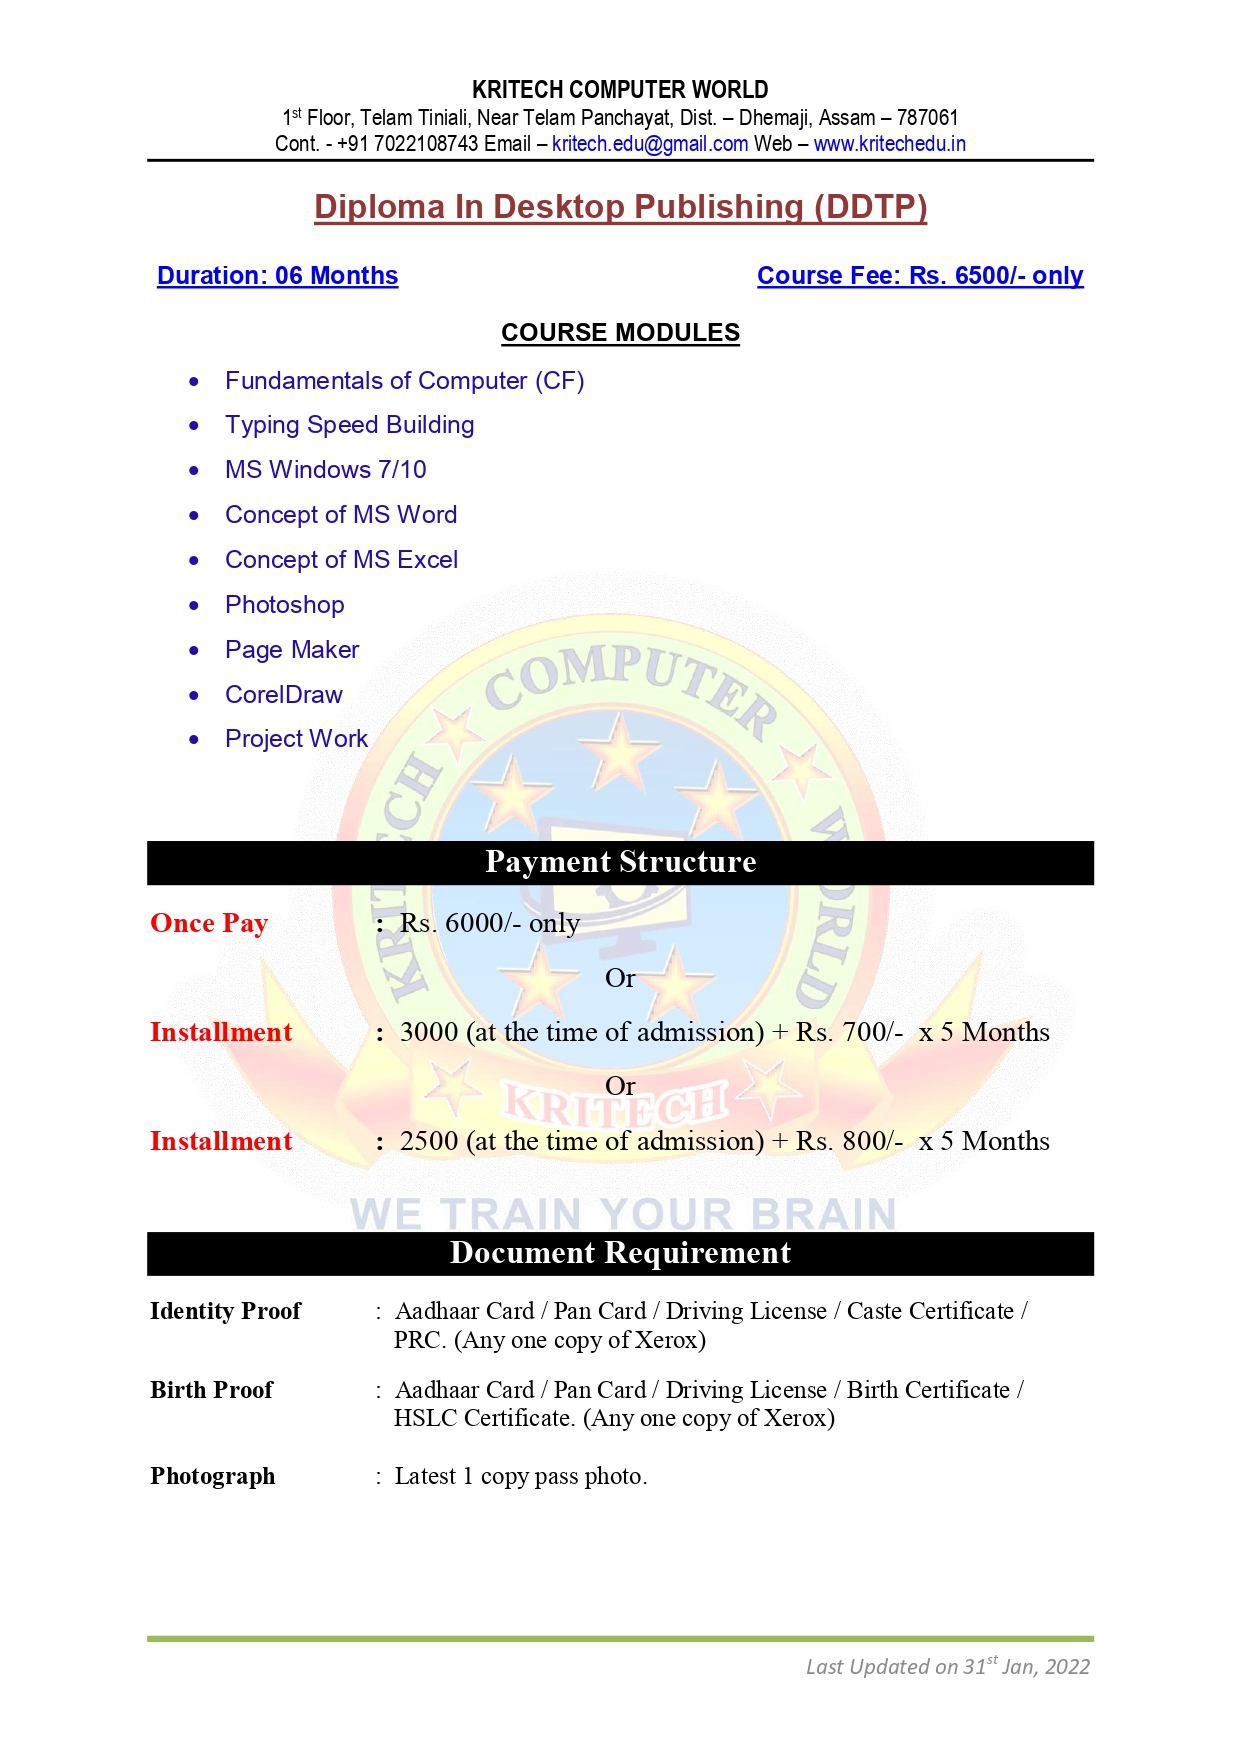 KRITECH COMPUTER WORLD
1st Floor, Telam Tiniali, Near Telam Panchayat, Dist. – Dhemaji, Assam – 787061
Cont. - +91 7022108743 Email – kritech.edu@gmail.com Web – www.kritechedu.in
Diploma In Desktop Publishing (DDTP)
Duration: 06 Months Course Fee: Rs. 6500/- only
COURSE MODULES
• Fundamentals of Computer (CF)
• Typing Speed Building
• MS Windows 7/10
• Concept of MS Word
• Concept of MS Excel
• Photoshop
• Page Maker
• CorelDraw
• Project Work
KRITECH COMPUTER WORLD
Payment Structure
Once Pay : Rs. 6000/- only
Or
Installment : 3000 (at the time of admission) + Rs. 700/- x 5 Months
Or
KRITECH
Installment : 2500 (at the time of admission) + Rs. 800/- x 5 Months
WE TRAIN YOUR BRAIN
Document Requirement
Identity Proof : Aadhaar Card / Pan Card / Driving License / Caste Certificate /
PRC. (Any one copy of Xerox)
Birth Proof : Aadhaar Card / Pan Card / Driving License / Birth Certificate /
HSLC Certificate. (Any one copy of Xerox)
Photograph : Latest 1 copy pass photo.
Last Updated on 31st Jan, 2022